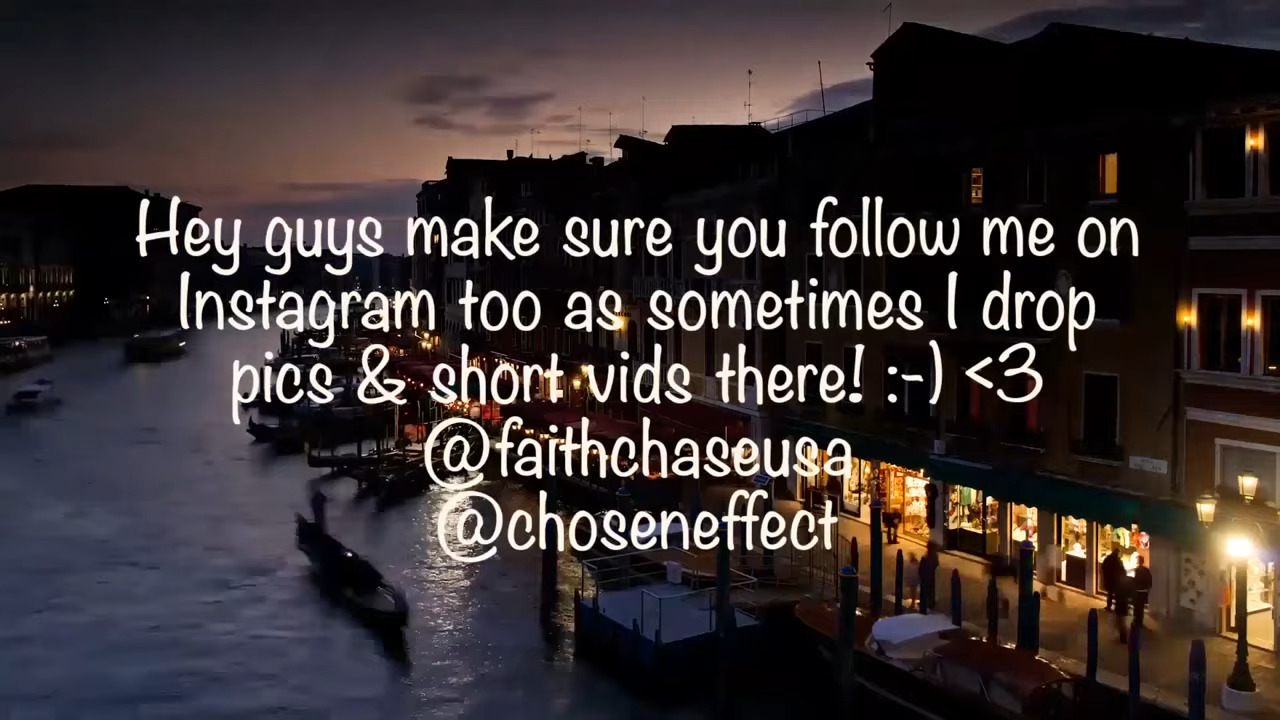 Hey guys make sure you follow me on
Instagram too as sometimes I drop
pics & short vids there! :-) <3
@faithchaseusa
@choseneffect